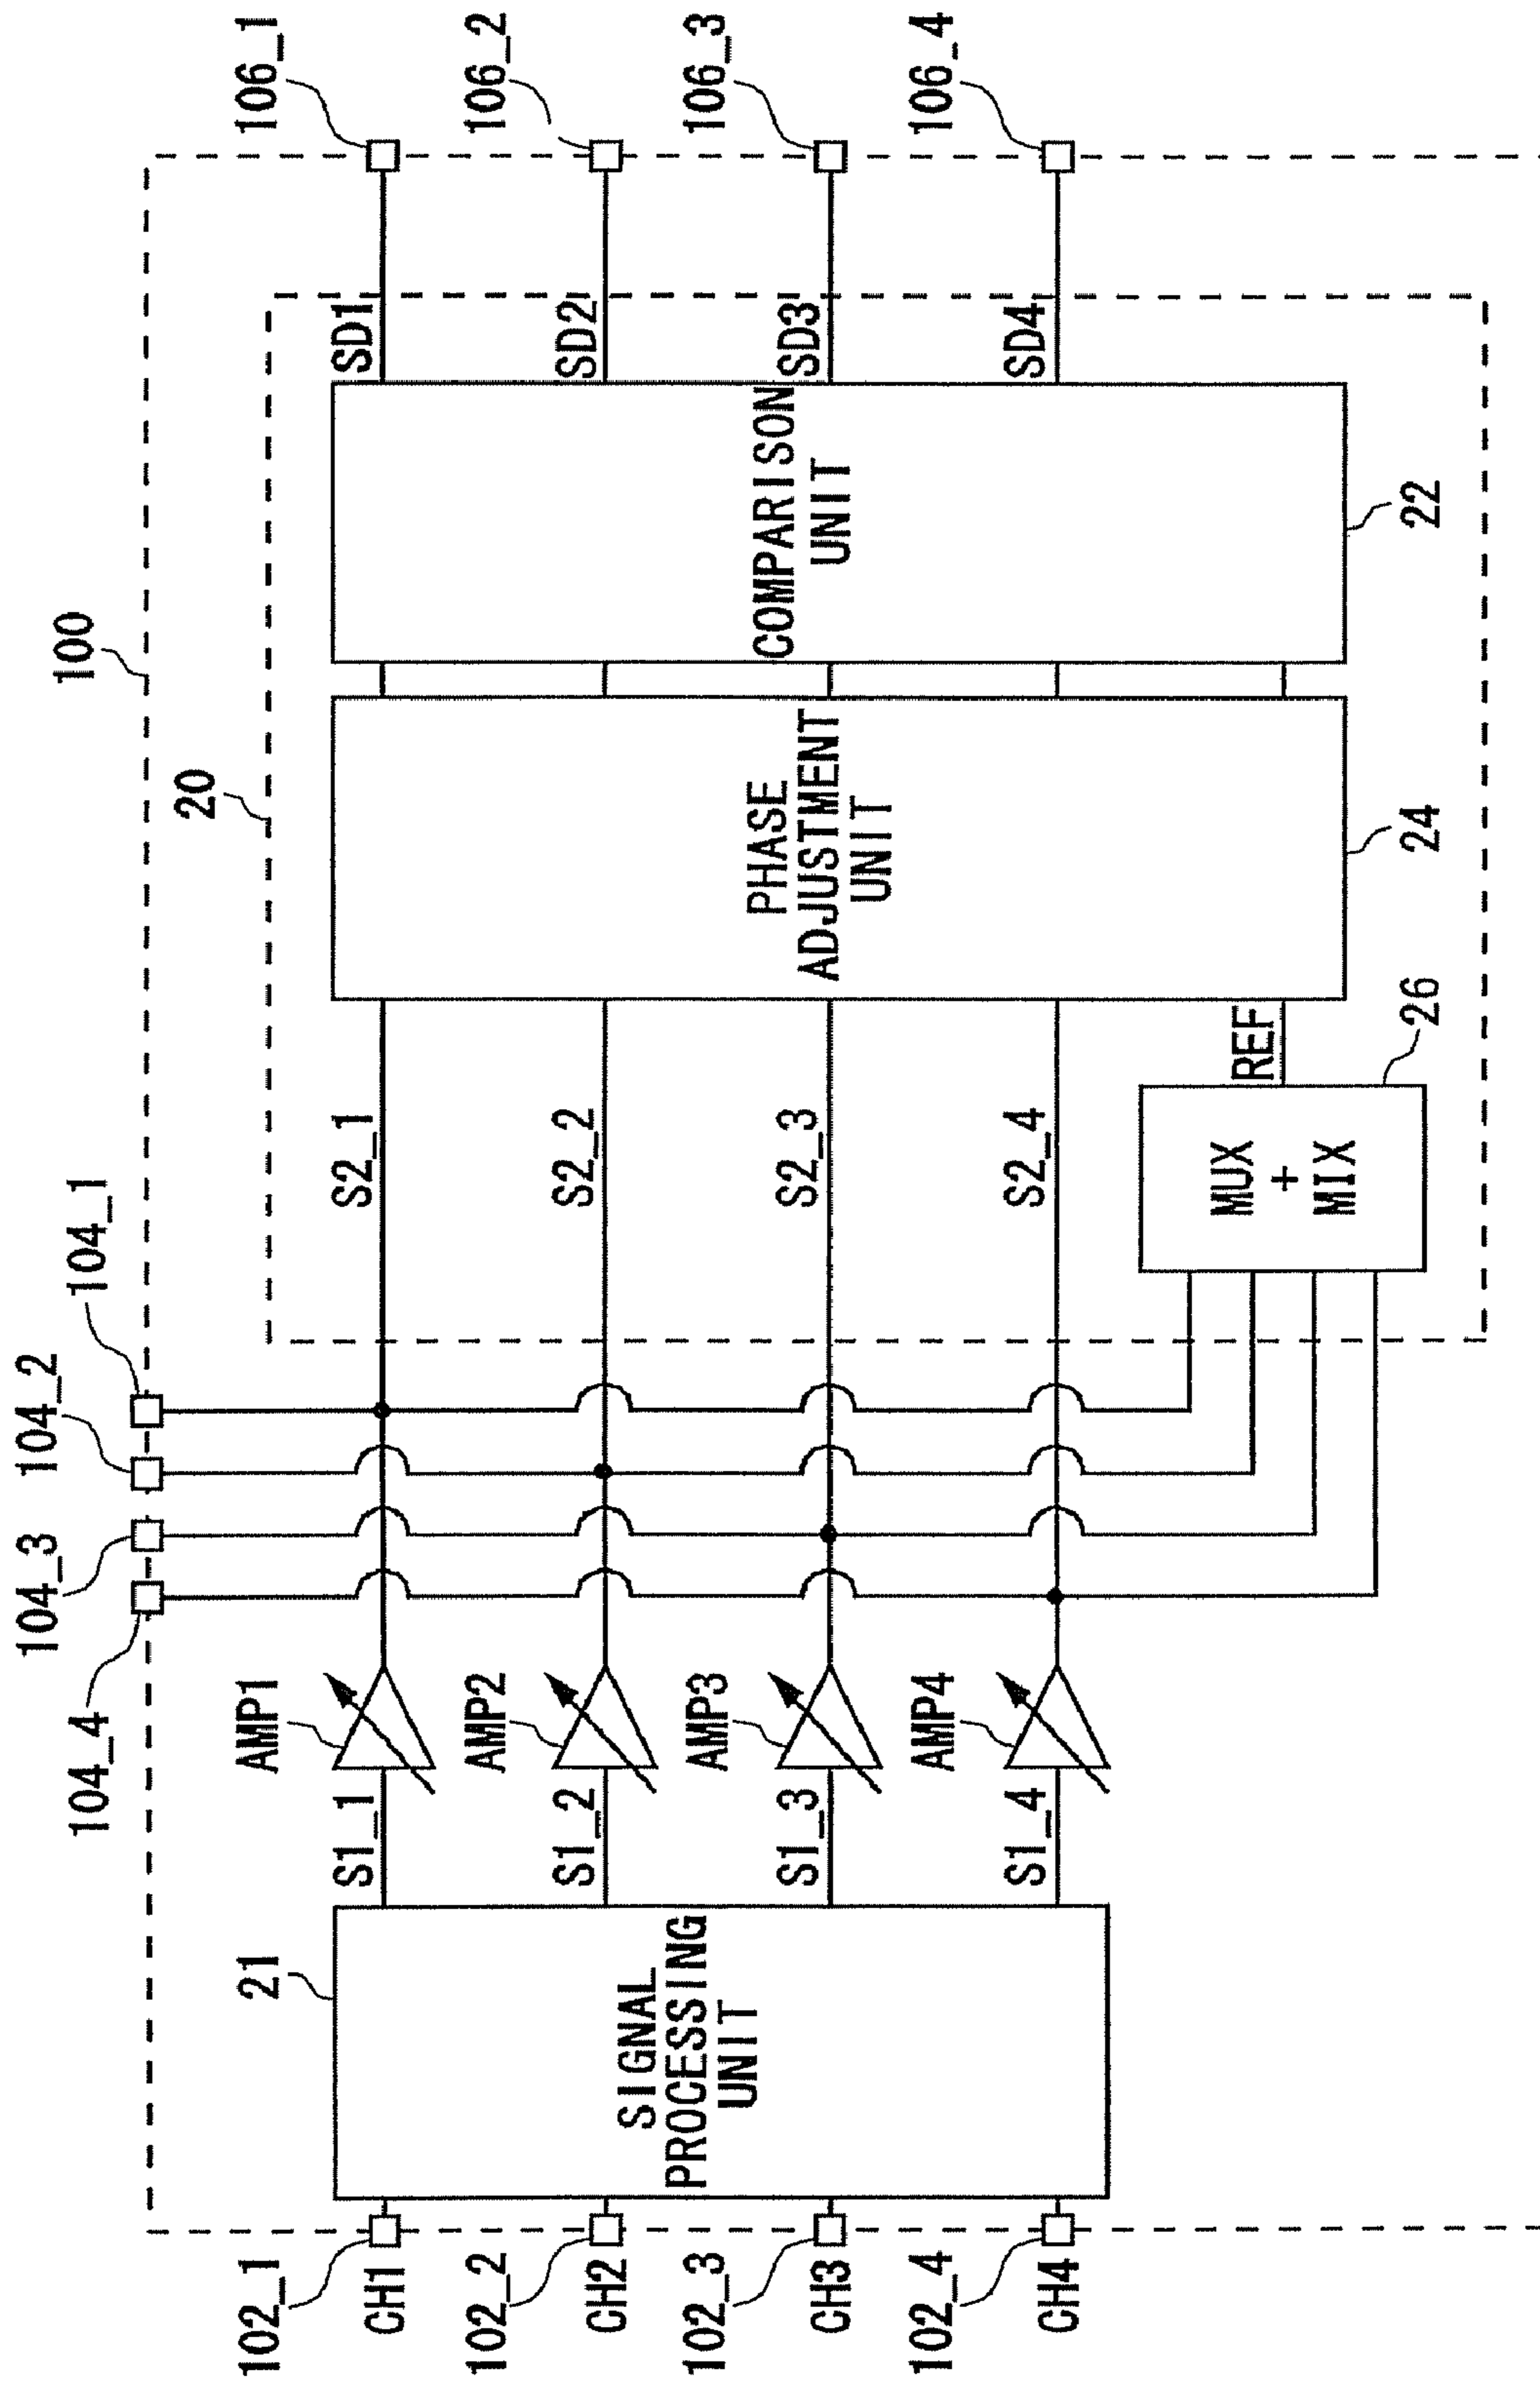 100
20
104_4
104_3
104_2
104_1
102_1
CH1
102_2
CH2
102_3
CH3
102_4
CH4
21
SIGNAL
PROCESSING
UNIT
S1_1
S1_2
S1_3
S1_4
AMP1
AMP2
AMP3
AMP4
S2_1
S2_2
S2_3
S2_4
MUX
+
MIX
26
REF
PHASE
ADJUSTMENT
UNIT
24
COMPARISON
UNIT
22
SD1
SD2
SD3
SD4
106_1
106_2
106_3
106_4